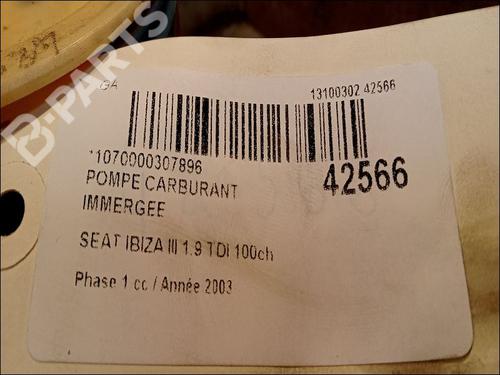 B-PARTS
GA
13100302 42566
*1070000307896
42566
POMPE CARBURANT
IMMERGEE
SEAT IBIZA III 1.9 TDI 100ch
Phase 1 cc / Année 2003